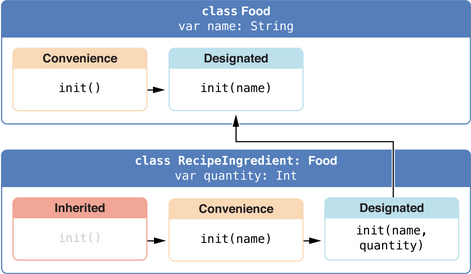 class Food
var name: String
Convenience
Designated
init()
init(name)
class RecipeIngredient: Food
var quantity: Int
Inherited
Convenience
Designated
init()
init(name)
init(name,
quantity)